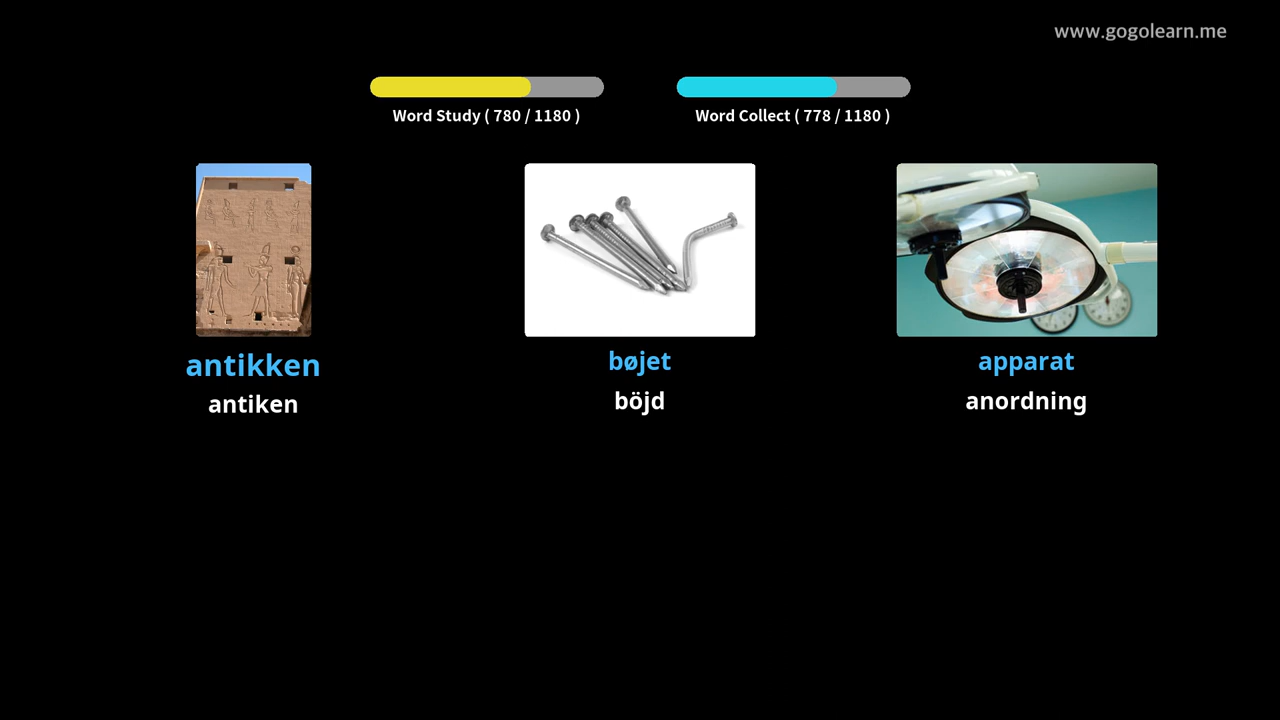 www.gogolearn.me
Word Study ( 780 / 1180 )
Word Collect ( 778 / 1180 )
antikken
antiken
bøjet
böjd
apparat
anordning